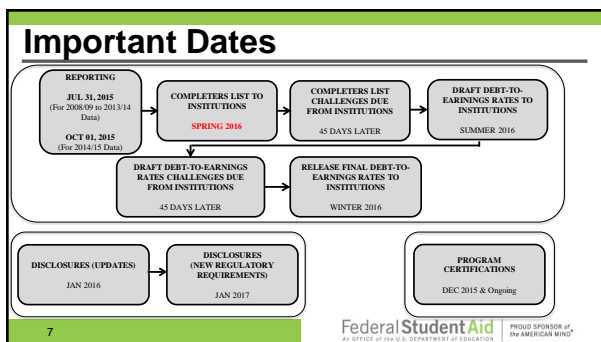 Important Dates
REPORTING
JUL 31, 2015
(For 2008/09 to 2013/14
Data)
OCT 01, 2015
(For 2014/15 Data)
COMPLETERS LIST TO
INSTITUTIONS
SPRING 2016
COMPLETERS LIST
CHALLENGES DUE
FROM INSTITUTIONS
45 DAYS LATER
DRAFT DEBT-TO-
EARININGS RATES TO
INSTITUTIONS
SUMMER 2016
DRAFT DEBT-TO-EARNINGS
RATES CHALLENGES DUE
FROM INSTITUTIONS
45 DAYS LATER
RELEASE FINAL DEBT-TO-
EARNINGS RATES TO
INSTITUTIONS
WINTER 2016
DISCLOSURES (UPDATES)
JAN 2016
DISCLOSURES
(NEW REGULATORY
REQUIREMENTS)
JAN 2017
PROGRAM
CERTIFICATIONS
DEC 2015 & Ongoing
7
Federal Student Aid
An OFFICE of the U.S. DEPARTMENT of EDUCATION
PROUD SPONSOR of
the AMERICAN MIND®